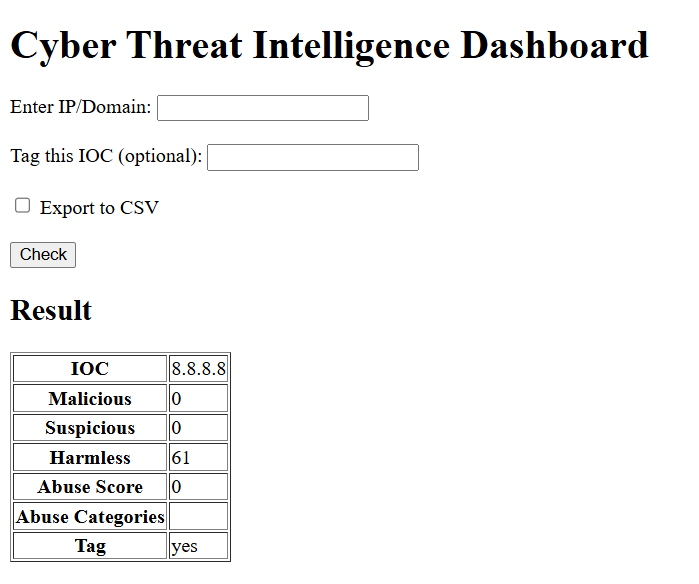 Cyber Threat Intelligence Dashboard
Enter IP/Domain:
Tag this IOC (optional):
Export to CSV
Check
Result
IOC 8.8.8.8
Malicious 0
Suspicious 0
Harmless 61
Abuse Score 0
Abuse Categories
Tag yes